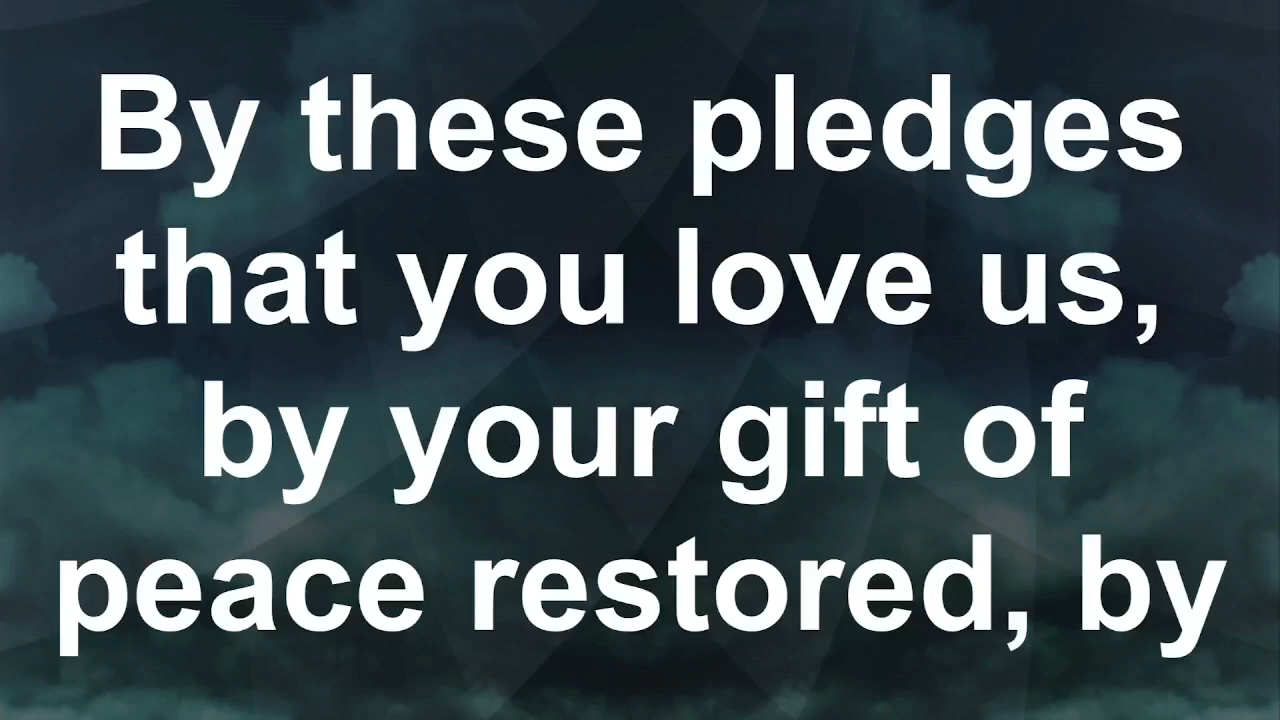 By these pledges
that you love us,
by your gift of
peace restored, by